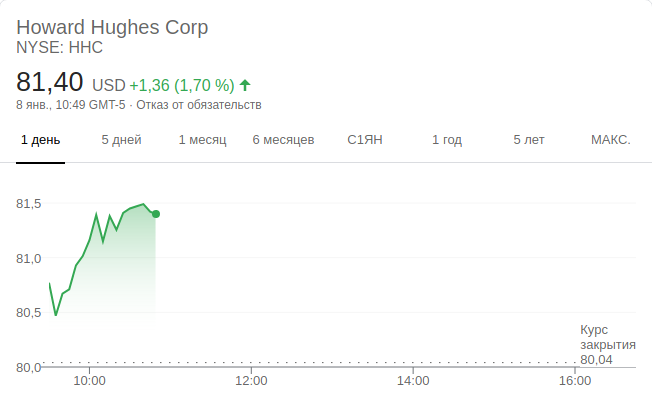 Howard Hughes Corp
NYSE: HHC
81,40 USD +1,36 (1,70 %)
8 янв., 10:49 GMT-5 · Отказ от обязательств
1 день 5 дней 1 месяц 6 месяцев С1ЯН 1 год 5 лет МАКС.
81,5
81,0
80,5
Курс
закрытия
80,04
80,0
10:00 12:00 14:00 16:00